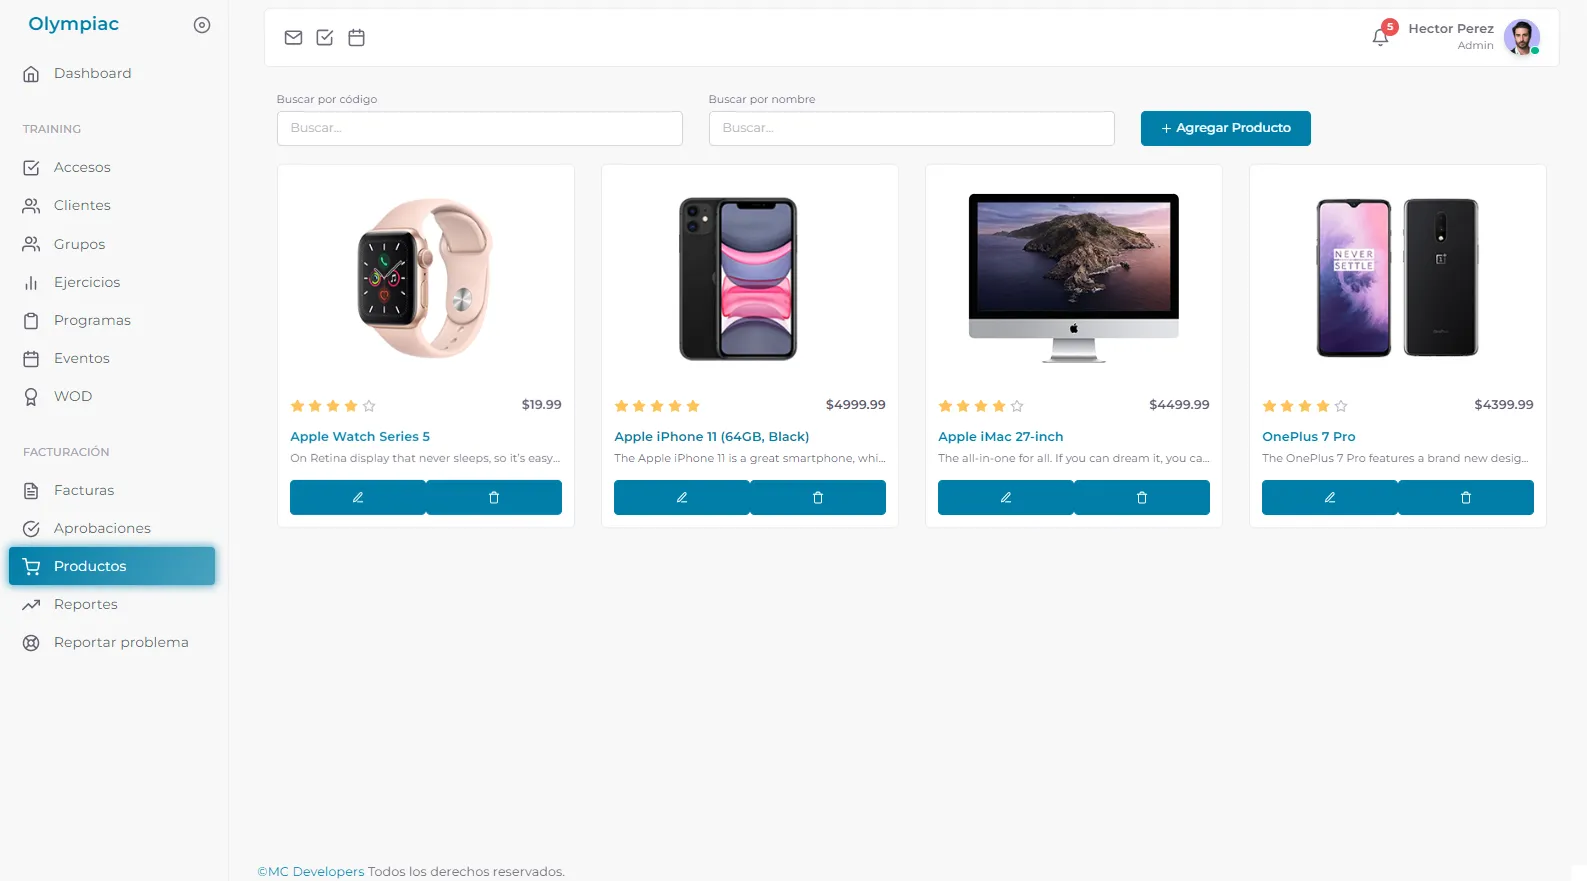 Olympiac
Dashboard
TRAINING
Accesos
Clientes
Grupos
Ejercicios
Programas
Eventos
WOD
FACTURACIÓN
Facturas
Aprobaciones
Productos
Reportes
Reportar problema
5
Hector Perez
Admin
Buscar por código
Buscar...
Buscar por nombre
Buscar...
+ Agregar Producto
$19.99
Apple Watch Series 5
On Retina display that never sleeps, so it's easy...
$4999.99
Apple iPhone 11 (64GB, Black)
The Apple iPhone 11 is a great smartphone, whi...
$4499.99
Apple iMac 27-inch
The all-in-one for all. If you can dream it, you ca...
NEVER
SETTLE
$4399.99
OnePlus 7 Pro
The OnePlus 7 Pro features a brand new desig...
©MC Developers Todos los derechos reservados.